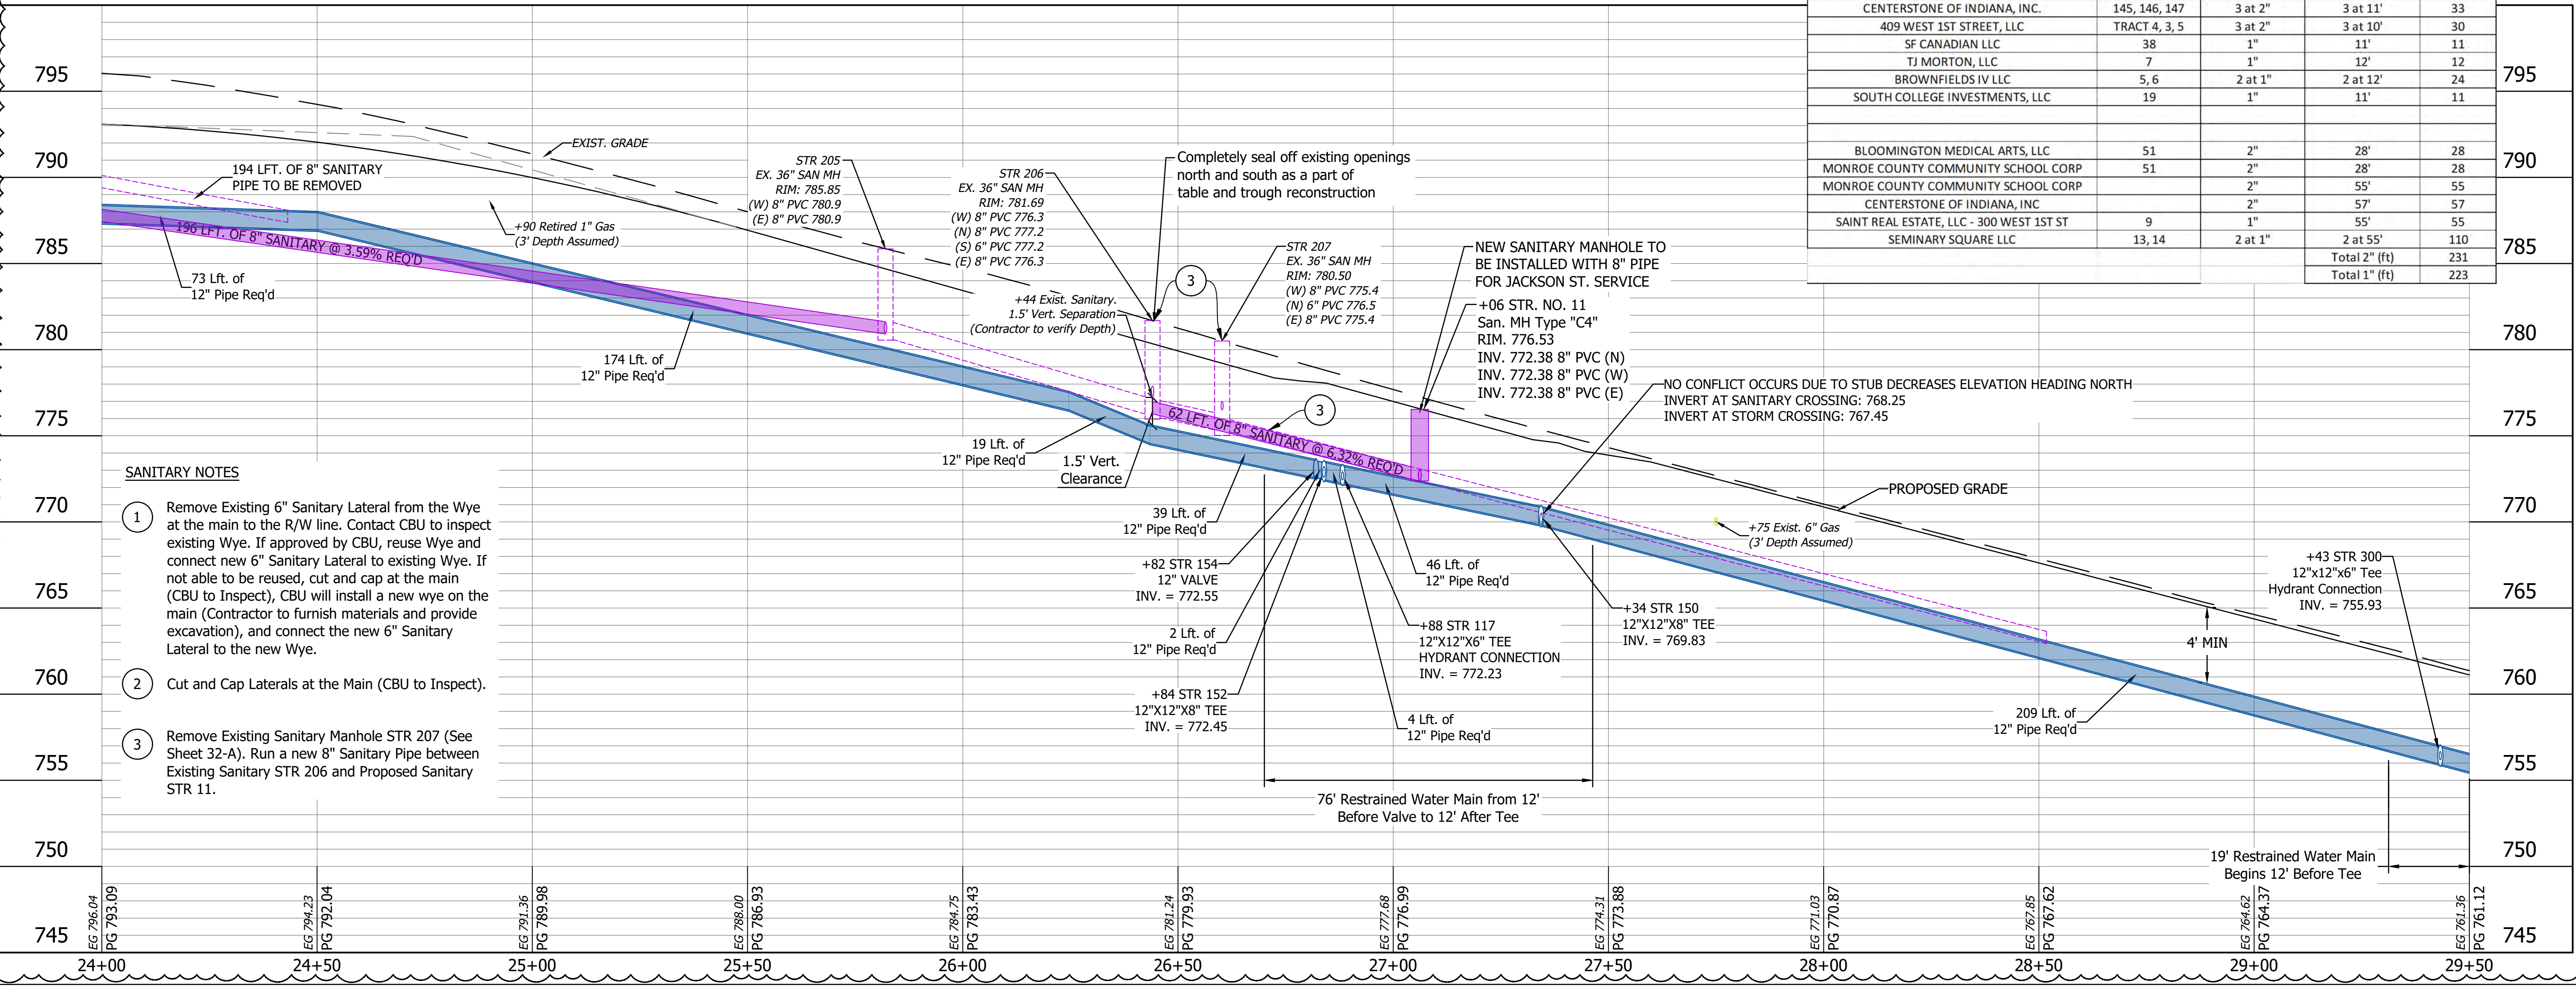 CENTERSTONE OF INDIANA, INC. 145, 146, 147 3 at 2" 3 at 11' 33
409 WEST 1ST STREET, LLC TRACT 4, 3, 5 3 at 2" 3 at 10' 30
SF CANADIAN LLC 38 1" 11' 11
TJ MORTON, LLC 7 1" 12' 12
BROWNFIELDS IV LLC 5, 6 2 at 1" 2 at 12' 24
SOUTH COLLEGE INVESTMENTS, LLC 19 1" 11' 11
BLOOMINGTON MEDICAL ARTS, LLC 51 2" 28' 28
MONROE COUNTY COMMUNITY SCHOOL CORP 51 2" 28' 28
MONROE COUNTY COMMUNITY SCHOOL CORP 2" 55' 55
CENTERSTONE OF INDIANA, INC 2" 57' 57
SAINT REAL ESTATE, LLC - 300 WEST 1ST ST 9 1" 55' 55
SEMINARY SQUARE LLC 13, 14 2 at 1" 2 at 55' 110
Total 2" (ft) 231
Total 1" (ft) 223
795
790
785
780
775
770
765
760
755
750
745
795
790
785
780
775
770
765
760
755
750
745
194 LFT. OF 8" SANITARY
PIPE TO BE REMOVED
196 LFT. OF 8" SANITARY @ 3.59% REQ'D
73 Lft. of
12" Pipe Req'd
EXIST. GRADE
+90 Retired 1" Gas
(3' Depth Assumed)
174 Lft. of
12" Pipe Req'd
STR 205
EX. 36" SAN MH
RIM: 785.85
(W) 8" PVC 780.9
(E) 8" PVC 780.9
STR 206
EX. 36" SAN MH
RIM: 781.69
(W) 8" PVC 776.3
(N) 8" PVC 777.2
(S) 6" PVC 777.2
(E) 8" PVC 776.3
+44 Exist. Sanitary.
1.5' Vert. Separation
(Contractor to verify Depth)
Completely seal off existing openings
north and south as a part of
table and trough reconstruction
3
STR 207
EX. 36" SAN MH
RIM: 780.50
(W) 8" PVC 775.4
(N) 6" PVC 776.5
(E) 8" PVC 775.4
NEW SANITARY MANHOLE TO
BE INSTALLED WITH 8" PIPE
FOR JACKSON ST. SERVICE
+06 STR. NO. 11
San. MH Type "C4"
RIM. 776.53
INV. 772.38 8" PVC (N)
INV. 772.38 8" PVC (W)
INV. 772.38 8" PVC (E)
NO CONFLICT OCCURS DUE TO STUB DECREASES ELEVATION HEADING NORTH
INVERT AT SANITARY CROSSING: 768.25
INVERT AT STORM CROSSING: 767.45
3
62 LFT. OF 8" SANITARY @ 6.32% REQ'D
19 Lft. of
12" Pipe Req'd
1.5' Vert.
Clearance
39 Lft. of
12" Pipe Req'd
+82 STR 154
12" VALVE
INV. = 772.55
2 Lft. of
12" Pipe Req'd
+84 STR 152
12"X12"X8" TEE
INV. = 772.45
46 Lft. of
12" Pipe Req'd
+88 STR 117
12"X12"X6" TEE
HYDRANT CONNECTION
INV. = 772.23
4 Lft. of
12" Pipe Req'd
+34 STR 150
12"X12"X8" TEE
INV. = 769.83
PROPOSED GRADE
+75 Exist. 6" Gas
(3' Depth Assumed)
4' MIN
209 Lft. of
12" Pipe Req'd
+43 STR 300
12"x12"x6" Tee
Hydrant Connection
INV. = 755.93
76' Restrained Water Main from 12'
Before Valve to 12' After Tee
19' Restrained Water Main
Begins 12' Before Tee
SANITARY NOTES
1 Remove Existing 6" Sanitary Lateral from the Wye
at the main to the R/W line. Contact CBU to inspect
existing Wye. If approved by CBU, reuse Wye and
connect new 6" Sanitary Lateral to existing Wye. If
not able to be reused, cut and cap at the main
(CBU to Inspect), CBU will install a new wye on the
main (Contractor to furnish materials and provide
excavation), and connect the new 6" Sanitary
Lateral to the new Wye.
2 Cut and Cap Laterals at the Main (CBU to Inspect).
3 Remove Existing Sanitary Manhole STR 207 (See
Sheet 32-A). Run a new 8" Sanitary Pipe between
Existing Sanitary STR 206 and Proposed Sanitary
STR 11.
EG 796.04
PG 793.09
EG 794.23
PG 792.04
EG 791.36
PG 789.98
EG 788.00
PG 786.93
EG 784.75
PG 783.43
EG 781.24
PG 779.93
EG 777.68
PG 776.99
EG 774.31
PG 773.88
EG 771.03
PG 770.87
EG 767.85
PG 767.62
EG 764.62
PG 764.37
EG 761.36
PG 761.12
24+00 24+50 25+00 25+50 26+00 26+50 27+00 27+50 28+00 28+50 29+00 29+50